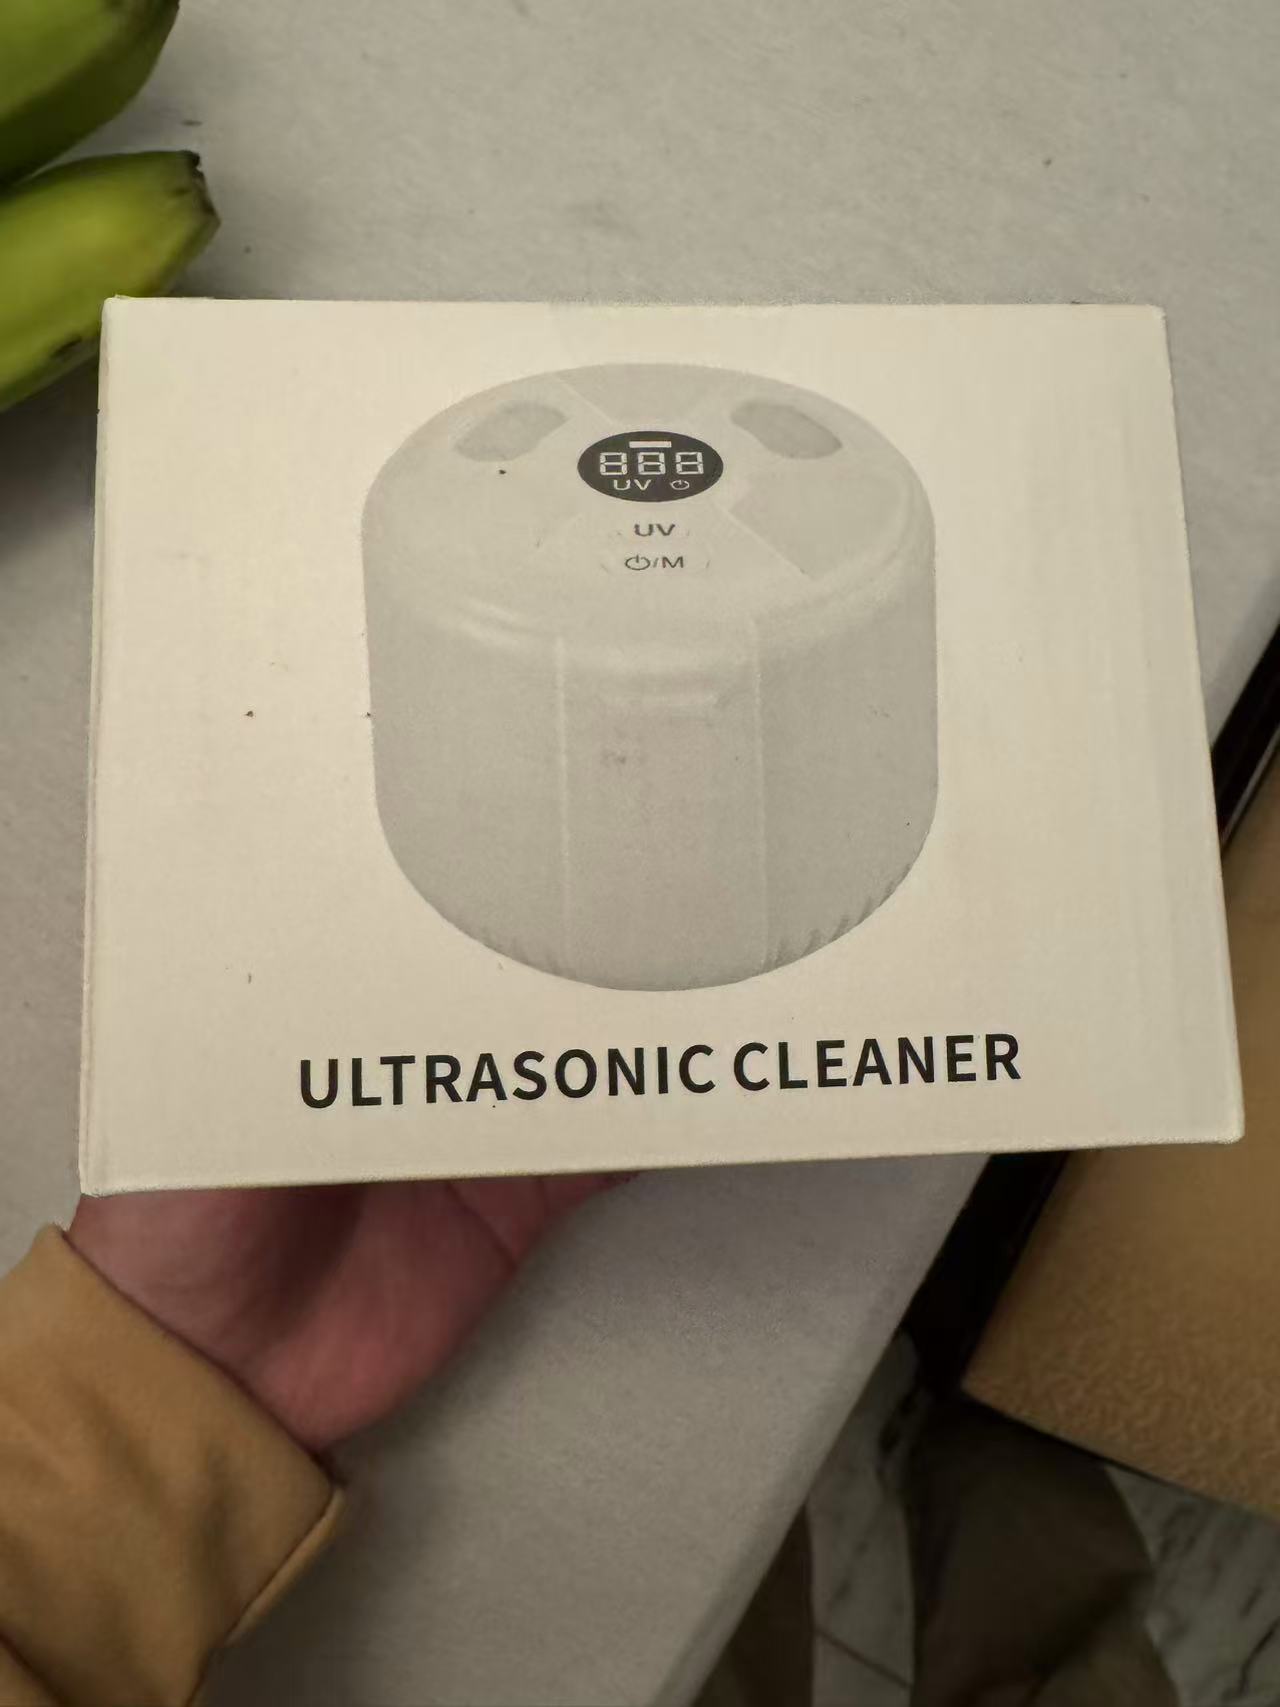 888
UV ⏻
UV
⏻/M
ULTRASONIC CLEANER